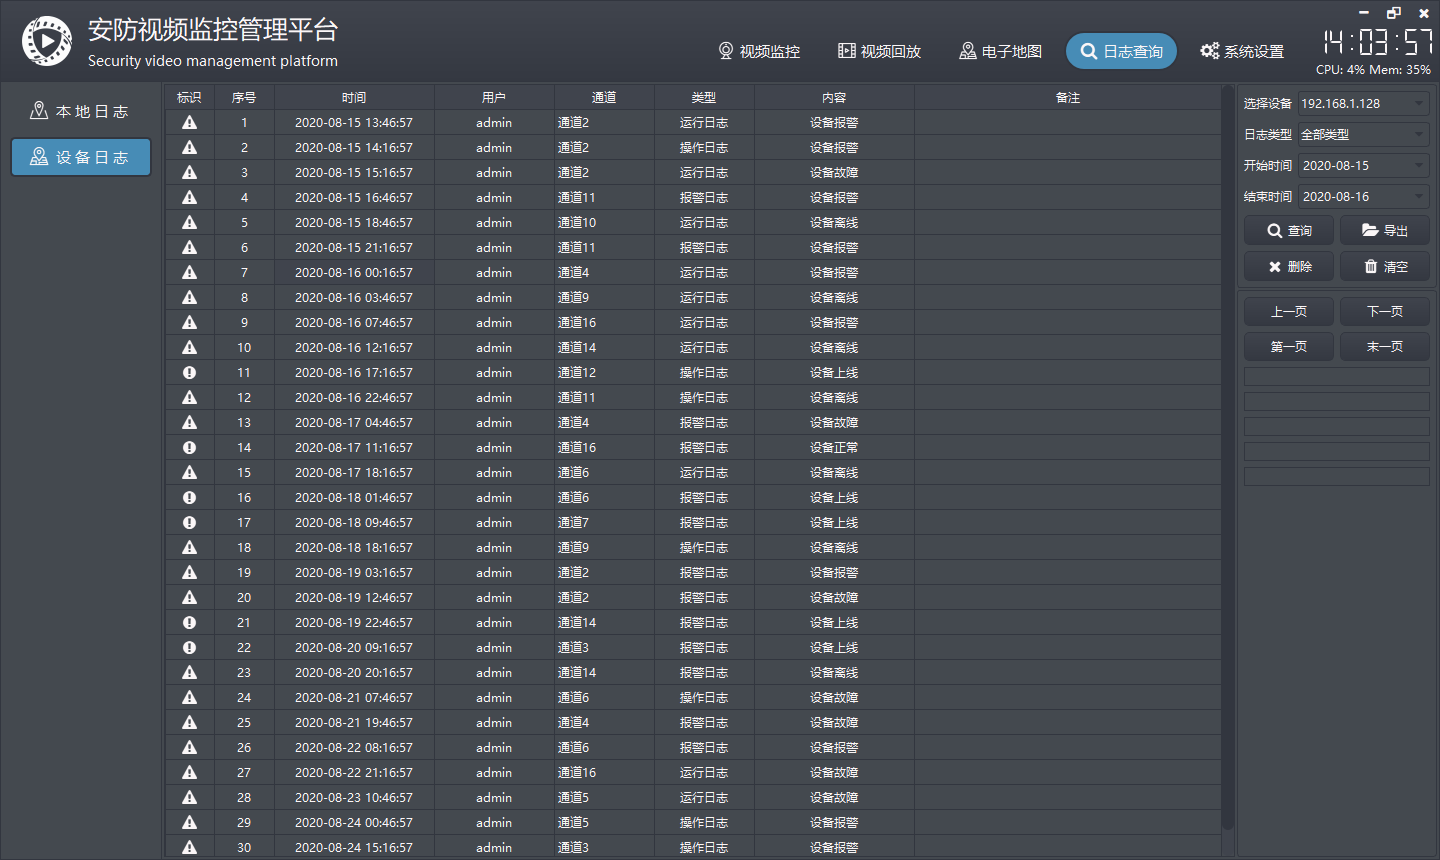 安防视频监控管理平台
Security video management platform
视频监控 视频回放 电子地图 日志查询 系统设置
14:03:57
CPU: 4% Mem: 35%
本地日志
设备日志
标识 序号 时间 用户 通道 类型 内容 备注
1 2020-08-15 13:46:57 admin 通道2 运行日志 设备报警
2 2020-08-15 14:16:57 admin 通道2 操作日志 设备报警
3 2020-08-15 15:16:57 admin 通道2 运行日志 设备故障
4 2020-08-15 16:46:57 admin 通道11 报警日志 设备报警
5 2020-08-15 18:46:57 admin 通道10 运行日志 设备离线
6 2020-08-15 21:16:57 admin 通道11 报警日志 设备报警
7 2020-08-16 00:16:57 admin 通道4 运行日志 设备报警
8 2020-08-16 03:46:57 admin 通道9 运行日志 设备离线
9 2020-08-16 07:46:57 admin 通道16 运行日志 设备报警
10 2020-08-16 12:16:57 admin 通道14 运行日志 设备离线
11 2020-08-16 17:16:57 admin 通道12 操作日志 设备上线
12 2020-08-16 22:46:57 admin 通道11 操作日志 设备离线
13 2020-08-17 04:46:57 admin 通道4 报警日志 设备故障
14 2020-08-17 11:16:57 admin 通道16 报警日志 设备正常
15 2020-08-17 18:16:57 admin 通道6 运行日志 设备离线
16 2020-08-18 01:46:57 admin 通道6 报警日志 设备上线
17 2020-08-18 09:46:57 admin 通道7 报警日志 设备上线
18 2020-08-18 18:16:57 admin 通道9 操作日志 设备离线
19 2020-08-19 03:16:57 admin 通道2 报警日志 设备报警
20 2020-08-19 12:46:57 admin 通道2 报警日志 设备故障
21 2020-08-19 22:46:57 admin 通道14 报警日志 设备上线
22 2020-08-20 09:16:57 admin 通道3 报警日志 设备上线
23 2020-08-20 20:16:57 admin 通道14 报警日志 设备离线
24 2020-08-21 07:46:57 admin 通道6 操作日志 设备故障
25 2020-08-21 19:46:57 admin 通道4 报警日志 设备故障
26 2020-08-22 08:16:57 admin 通道6 报警日志 设备报警
27 2020-08-22 21:16:57 admin 通道16 运行日志 设备故障
28 2020-08-23 10:46:57 admin 通道5 运行日志 设备故障
29 2020-08-24 00:46:57 admin 通道5 操作日志 设备报警
30 2020-08-24 15:16:57 admin 通道3 操作日志 设备报警
选择设备 192.168.1.128
日志类型 全部类型
开始时间 2020-08-15
结束时间 2020-08-16
查询 导出
删除 清空
上一页 下一页
第一页 末一页